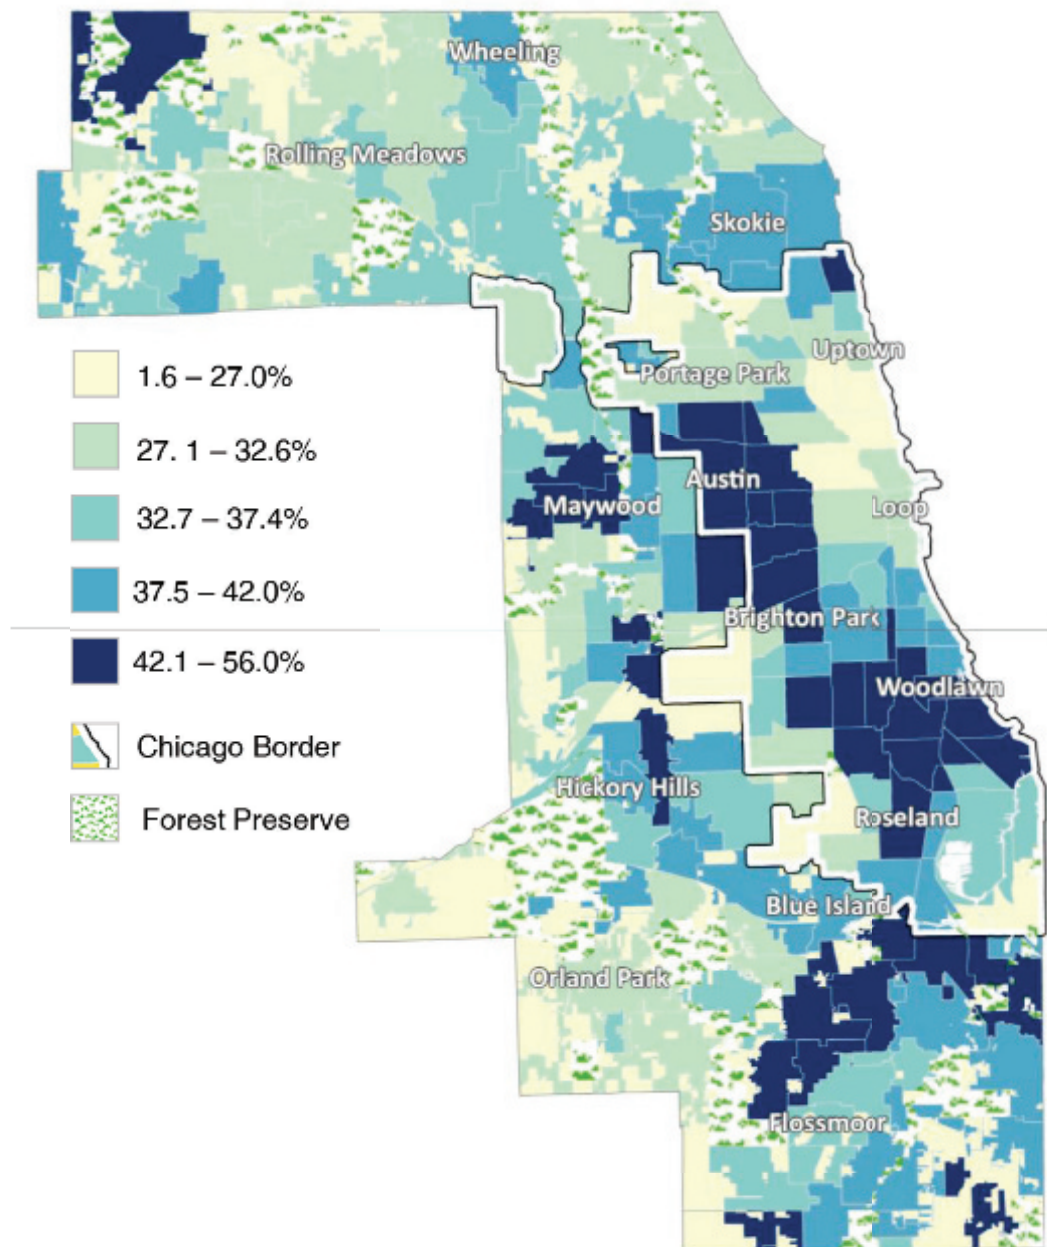 Wheeling
Rolling Meadows
Skokie
Uptown
Portage Park
Austin
Maywood
Loop
Brighton Park
Woodlawn
Hickory Hills
Roseland
Blue Island
Orland Park
Flossmoor
1.6 – 27.0%
27. 1 – 32.6%
32.7 – 37.4%
37.5 – 42.0%
42.1 – 56.0%
Chicago Border
Forest Preserve